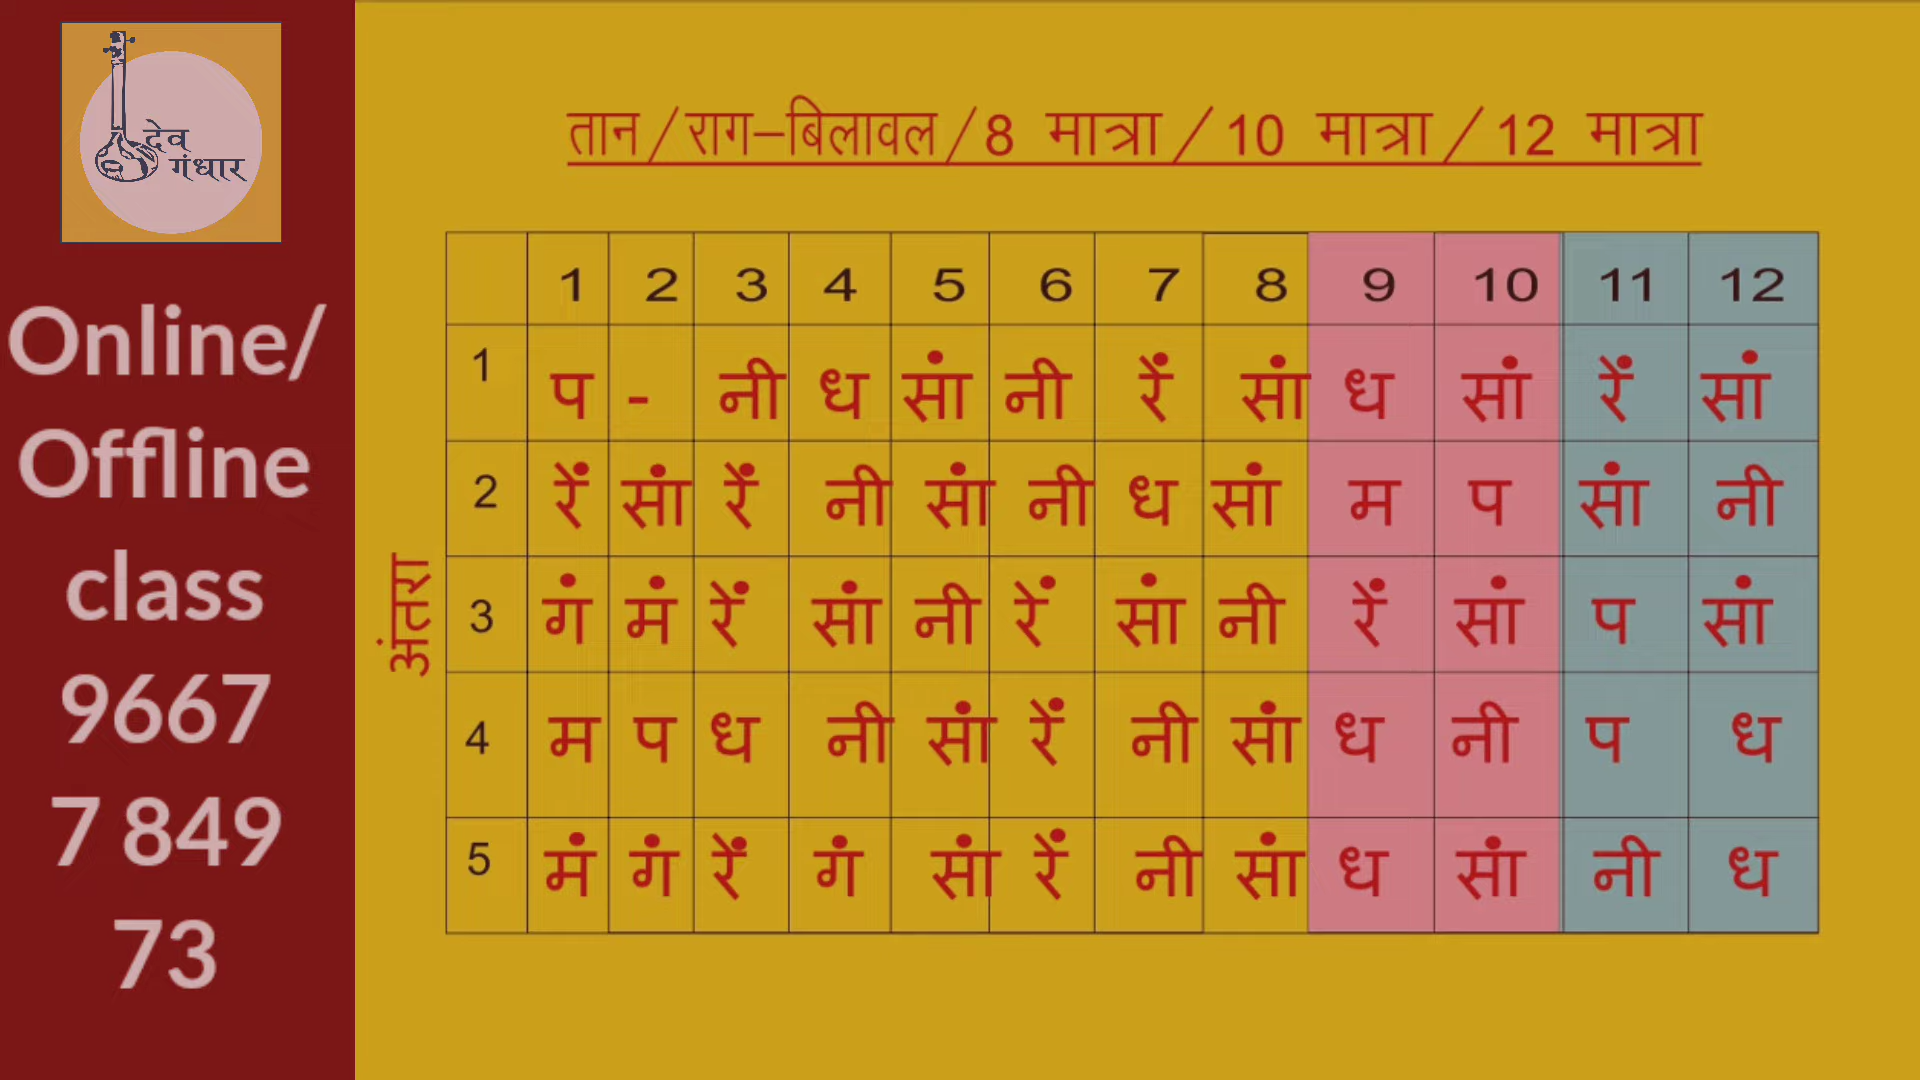 देव
गंधार
Online/
Offline
class
9667
7 849
73
तान/राग-बिलावल/8 मात्रा/10 मात्रा/12 मात्रा
1 2 3 4 5 6 7 8 9 10 11 12
1 प - नी ध सां नी रें सां ध सां रें सां
2 रें सां रें नी सां नी ध सां म प सां नी
अंतरा
3 गं मं रें सां नी रें सां नी रें सां प सां
4 म प ध नी सां रें नी सां ध नी प ध
5 मं गं रें गं सां रें नी सां ध सां नी ध